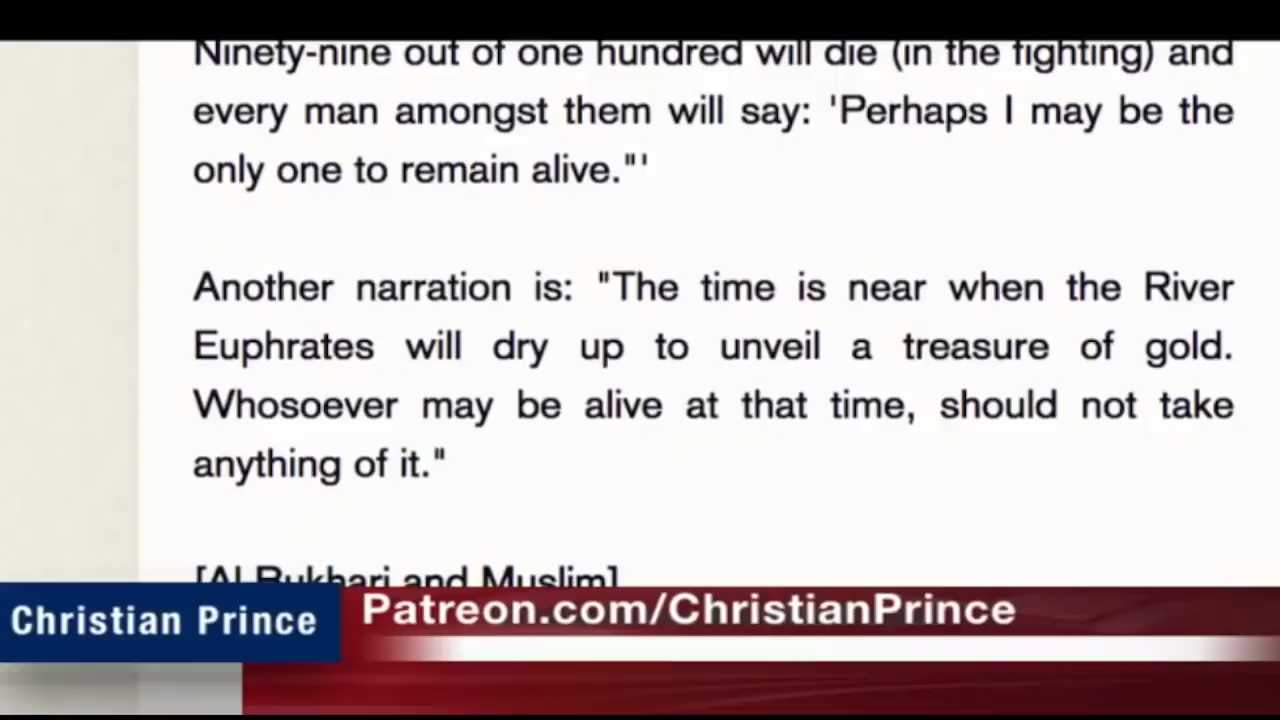 Ninety-nine out of one hundred will die (in the fighting) and
every man amongst them will say: 'Perhaps I may be the
only one to remain alive."'
Another narration is: "The time is near when the River
Euphrates will dry up to unveil a treasure of gold.
Whosoever may be alive at that time, should not take
anything of it."
[Al-Bukhari and Muslim]
Christian Prince
Patreon.com/ChristianPrince